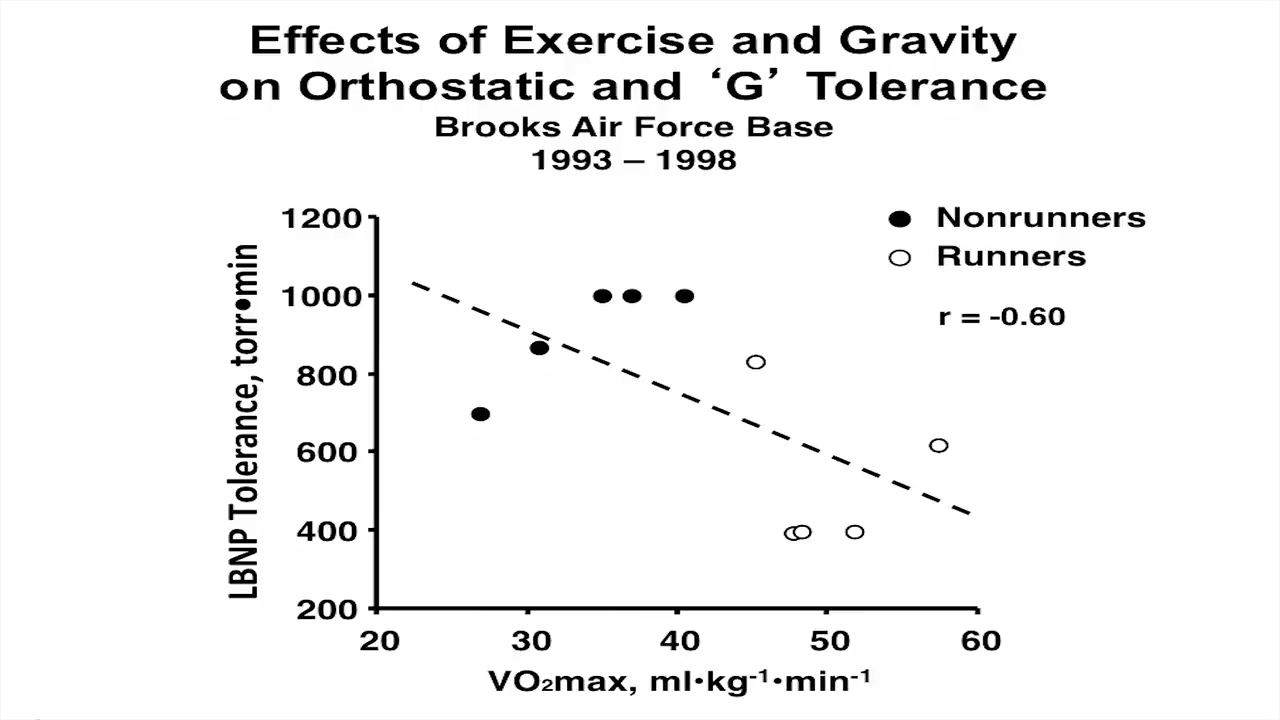 Effects of Exercise and Gravity
on Orthostatic and ‘G’ Tolerance
Brooks Air Force Base
1993 – 1998
Nonrunners
Runners
r = -0.60
LBNP Tolerance, torr•min
1200
1000
800
600
400
200
20 30 40 50 60
VO₂max, ml•kg⁻¹•min⁻¹